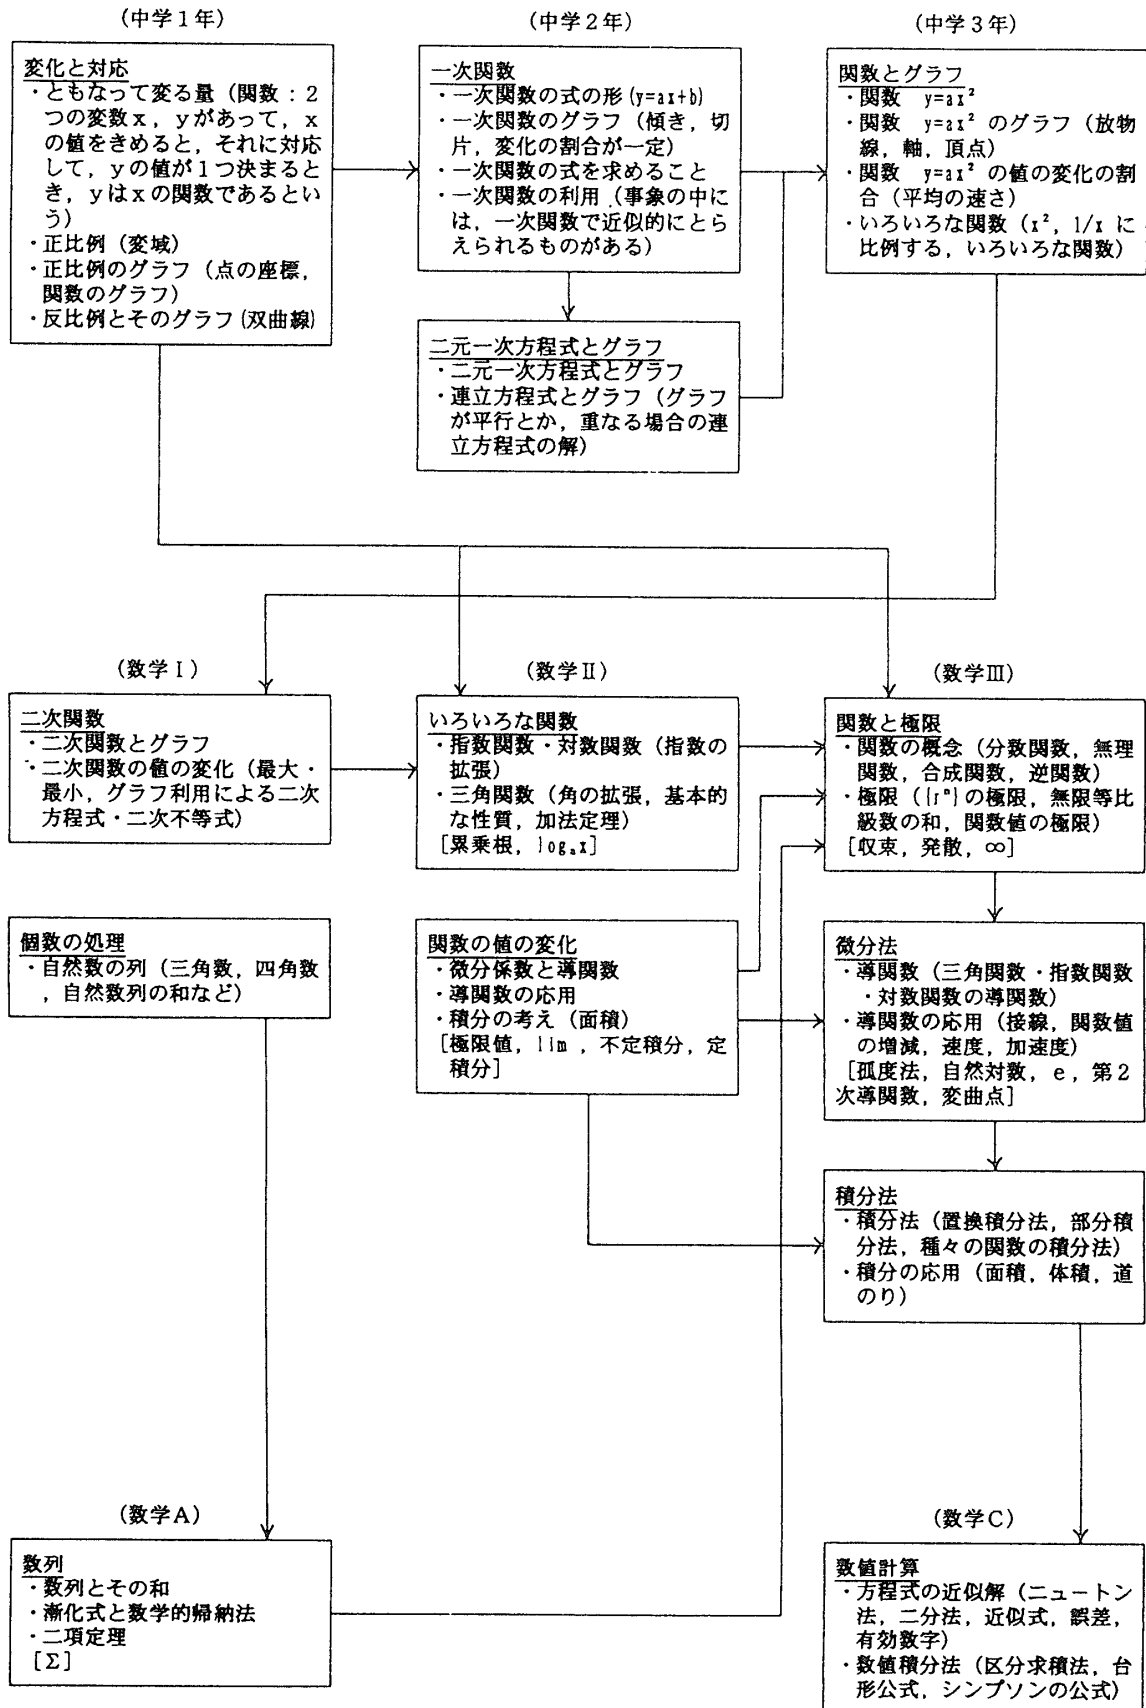 (中学1年)
変化と対応
・ともなって変る量(関数:2
つの変数x,yがあって,x
の値をきめると,それに対応
して,yの値が1つ決まると
き,yはxの関数であるとい
う)
・正比例(変域)
・正比例のグラフ(点の座標,
関数のグラフ)
・反比例とそのグラフ(双曲線)
(中学2年)
一次関数
・一次関数の式の形(y=ax+b)
・一次関数のグラフ(傾き,切
片,変化の割合が一定)
・一次関数の式を求めること
・一次関数の利用(事象の中に
は,一次関数で近似的にとら
えられるものがある)
二元一次方程式とグラフ
・二元一次方程式とグラフ
・連立方程式とグラフ(グラフ
が平行とか,重なる場合の連
立方程式の解)
(中学3年)
関数とグラフ
・関数 y=ax²
・関数 y=ax² のグラフ(放物
線,軸,頂点)
・関数 y=ax² の値の変化の割
合(平均の速さ)
・いろいろな関数(x²,1/x に
比例する,いろいろな関数)
(数学Ⅰ)
二次関数
・二次関数とグラフ
・二次関数の値の変化(最大・
最小,グラフ利用による二次
方程式・二次不等式)
個数の処理
・自然数の列(三角数,四角数
,自然数列の和など)
(数学Ⅱ)
いろいろな関数
・指数関数・対数関数(指数の
拡張)
・三角関数(角の拡張,基本的
な性質,加法定理)
[累乗根,logₐx]
関数の値の変化
・微分係数と導関数
・導関数の応用
・積分の考え(面積)
[極限値,lim,不定積分,定
積分]
(数学Ⅲ)
関数と極限
・関数の概念(分数関数,無理
関数,合成関数,逆関数)
・極限({rⁿ}の極限,無限等比
級数の和,関数値の極限)
[収束,発散,∞]
微分法
・導関数(三角関数・指数関数
・対数関数の導関数)
・導関数の応用(接線,関数値
の増減,速度,加速度)
[孤度法,自然対数,e,第2
次導関数,変曲点]
積分法
・積分法(置換積分法,部分積
分法,種々の関数の積分法)
・積分の応用(面積,体積,道
のり)
(数学A)
数列
・数列とその和
・漸化式と数学的帰納法
・二項定理
[Σ]
(数学C)
数値計算
・方程式の近似解(ニュートン
法,二分法,近似式,誤差,
有効数字)
・数値積分法(区分求積法,台
形公式,シンプソンの公式)